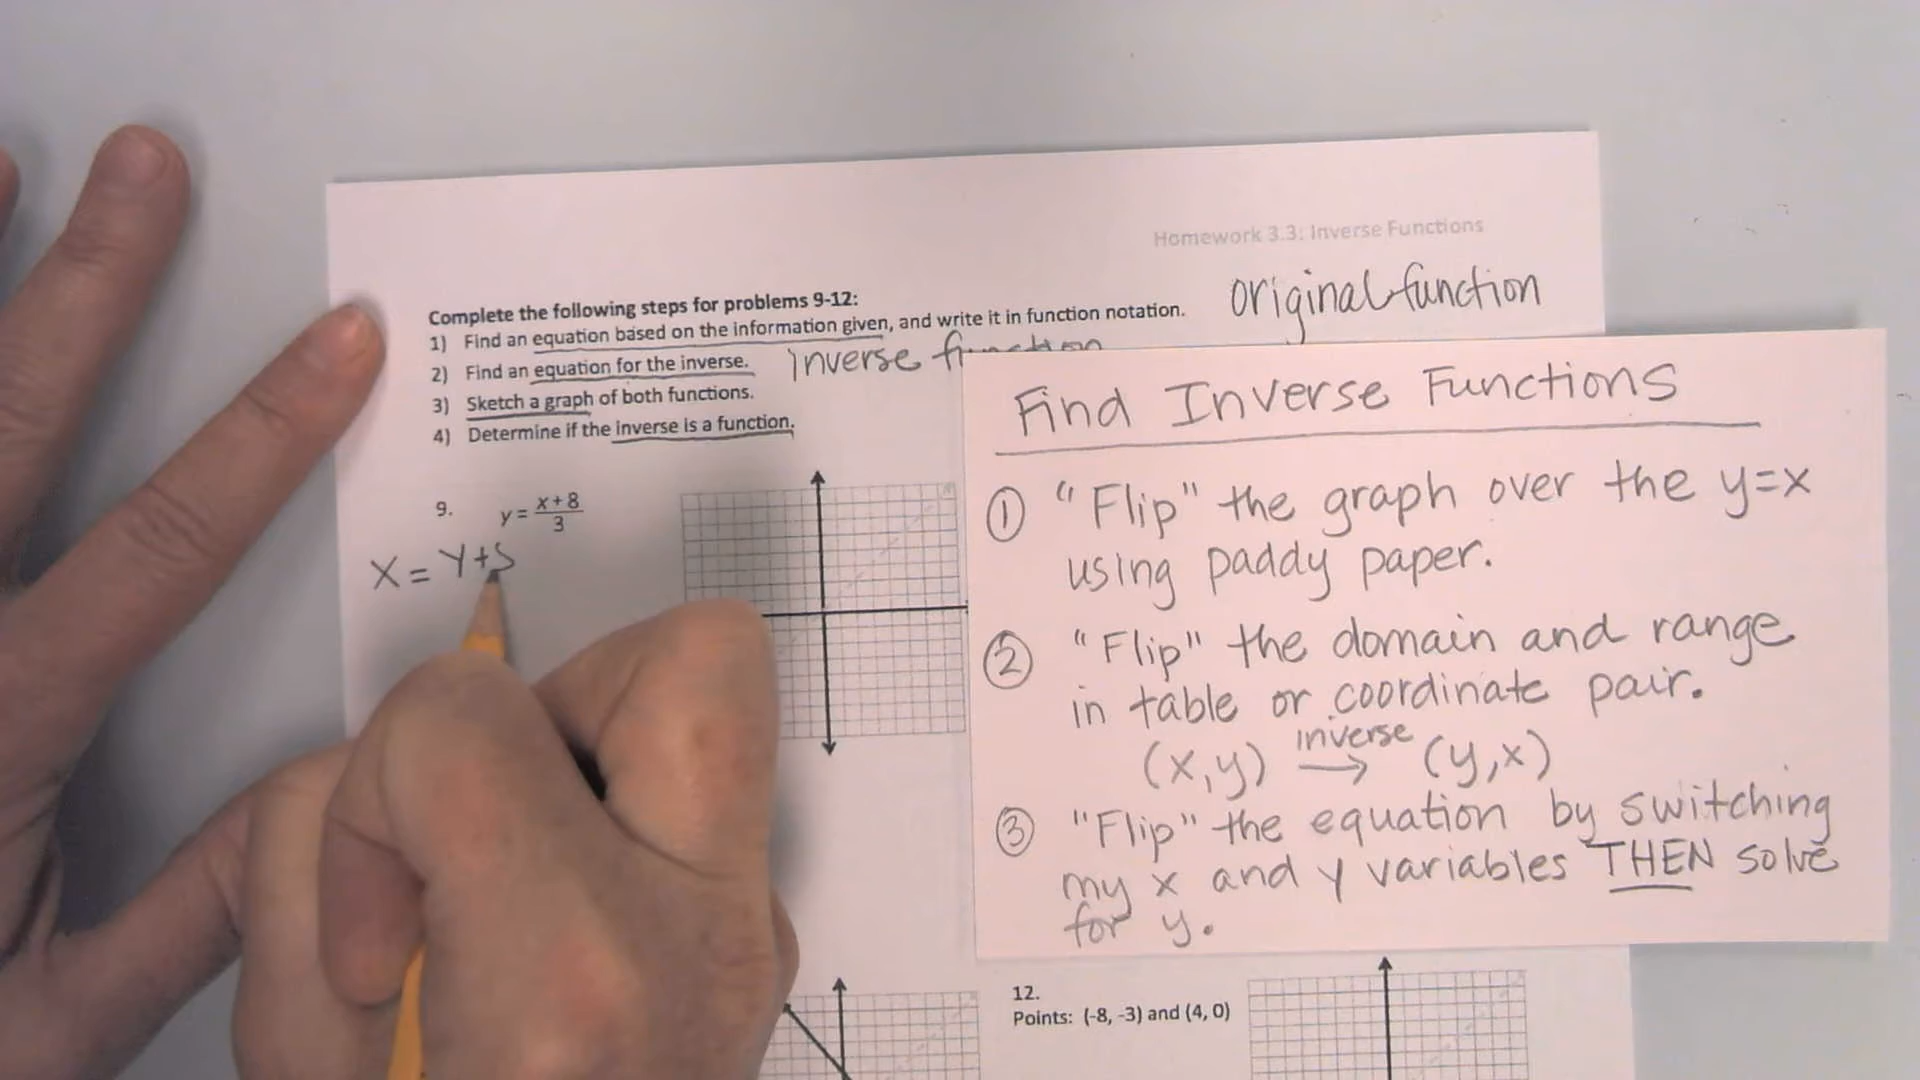 Homework 3.3: Inverse Functions
original function
Complete the following steps for problems 9-12:
1) Find an equation based on the information given, and write it in function notation.
2) Find an equation for the inverse. inverse function
3) Sketch a graph of both functions.
4) Determine if the inverse is a function.
9. y = x+8
3
X = Y+
Find Inverse Functions
① "Flip" the graph over the y=x
using paddy paper.
② "Flip" the domain and range
in table or coordinate pair.
inverse
(x,y) → (y,x)
③ "Flip" the equation by switching
my x and y variables THEN solve
for y.
12.
Points: (-8, -3) and (4, 0)